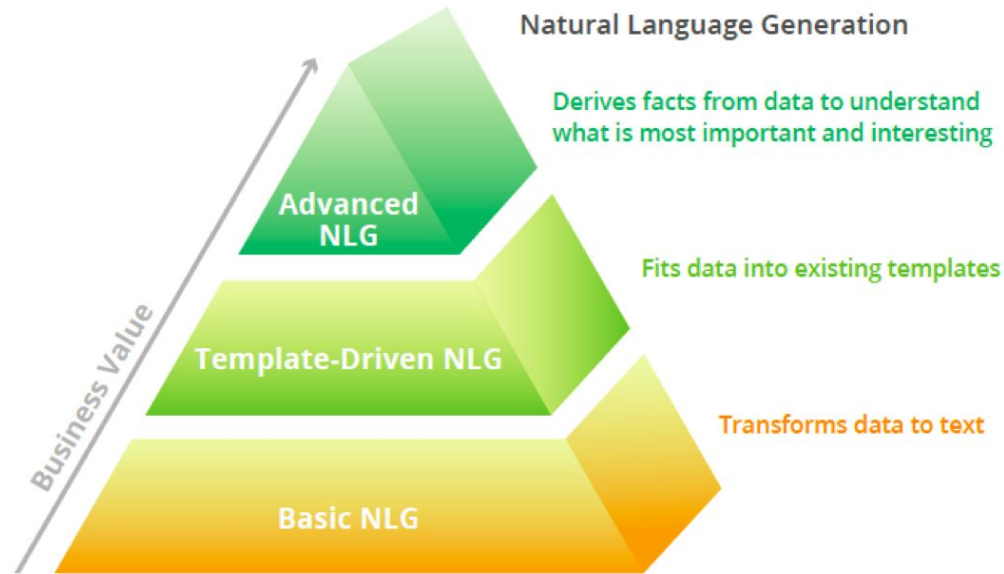 Natural Language Generation
Derives facts from data to understand
what is most important and interesting
Advanced
NLG
Fits data into existing templates
Template-Driven NLG
Transforms data to text
Basic NLG
Business Value